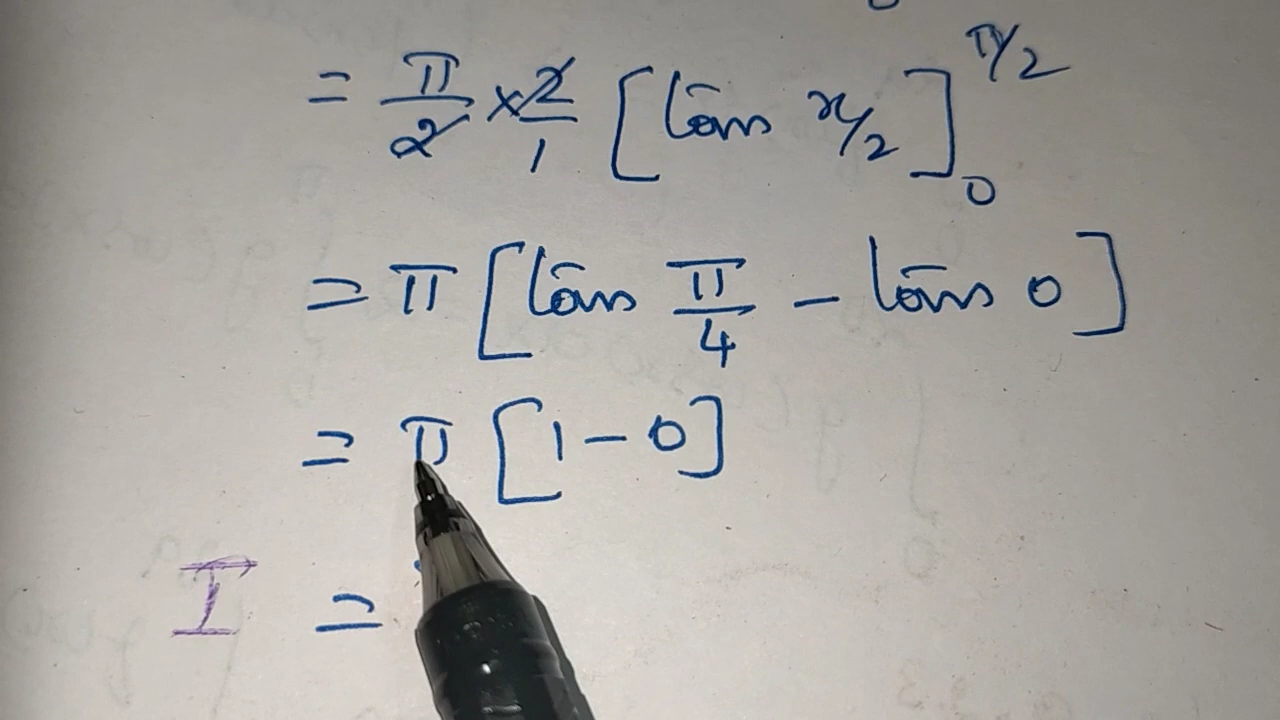 = π/2 × 2/1 [tan x/2]₀^π/2
= π [tan π/4 − tan 0]
= π [1 − 0]
I =